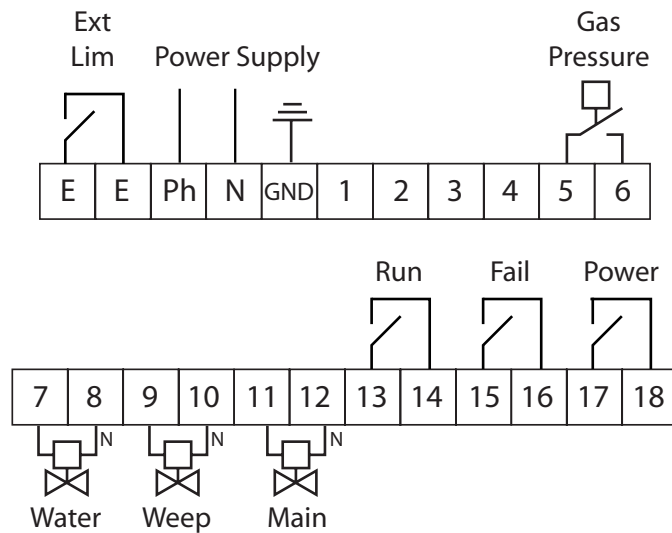 Ext
Lim
Power Supply
Gas
Pressure
E E Ph N GND 1 2 3 4 5 6
Run Fail Power
7 8 9 10 11 12 13 14 15 16 17 18
N N N
Water Weep Main